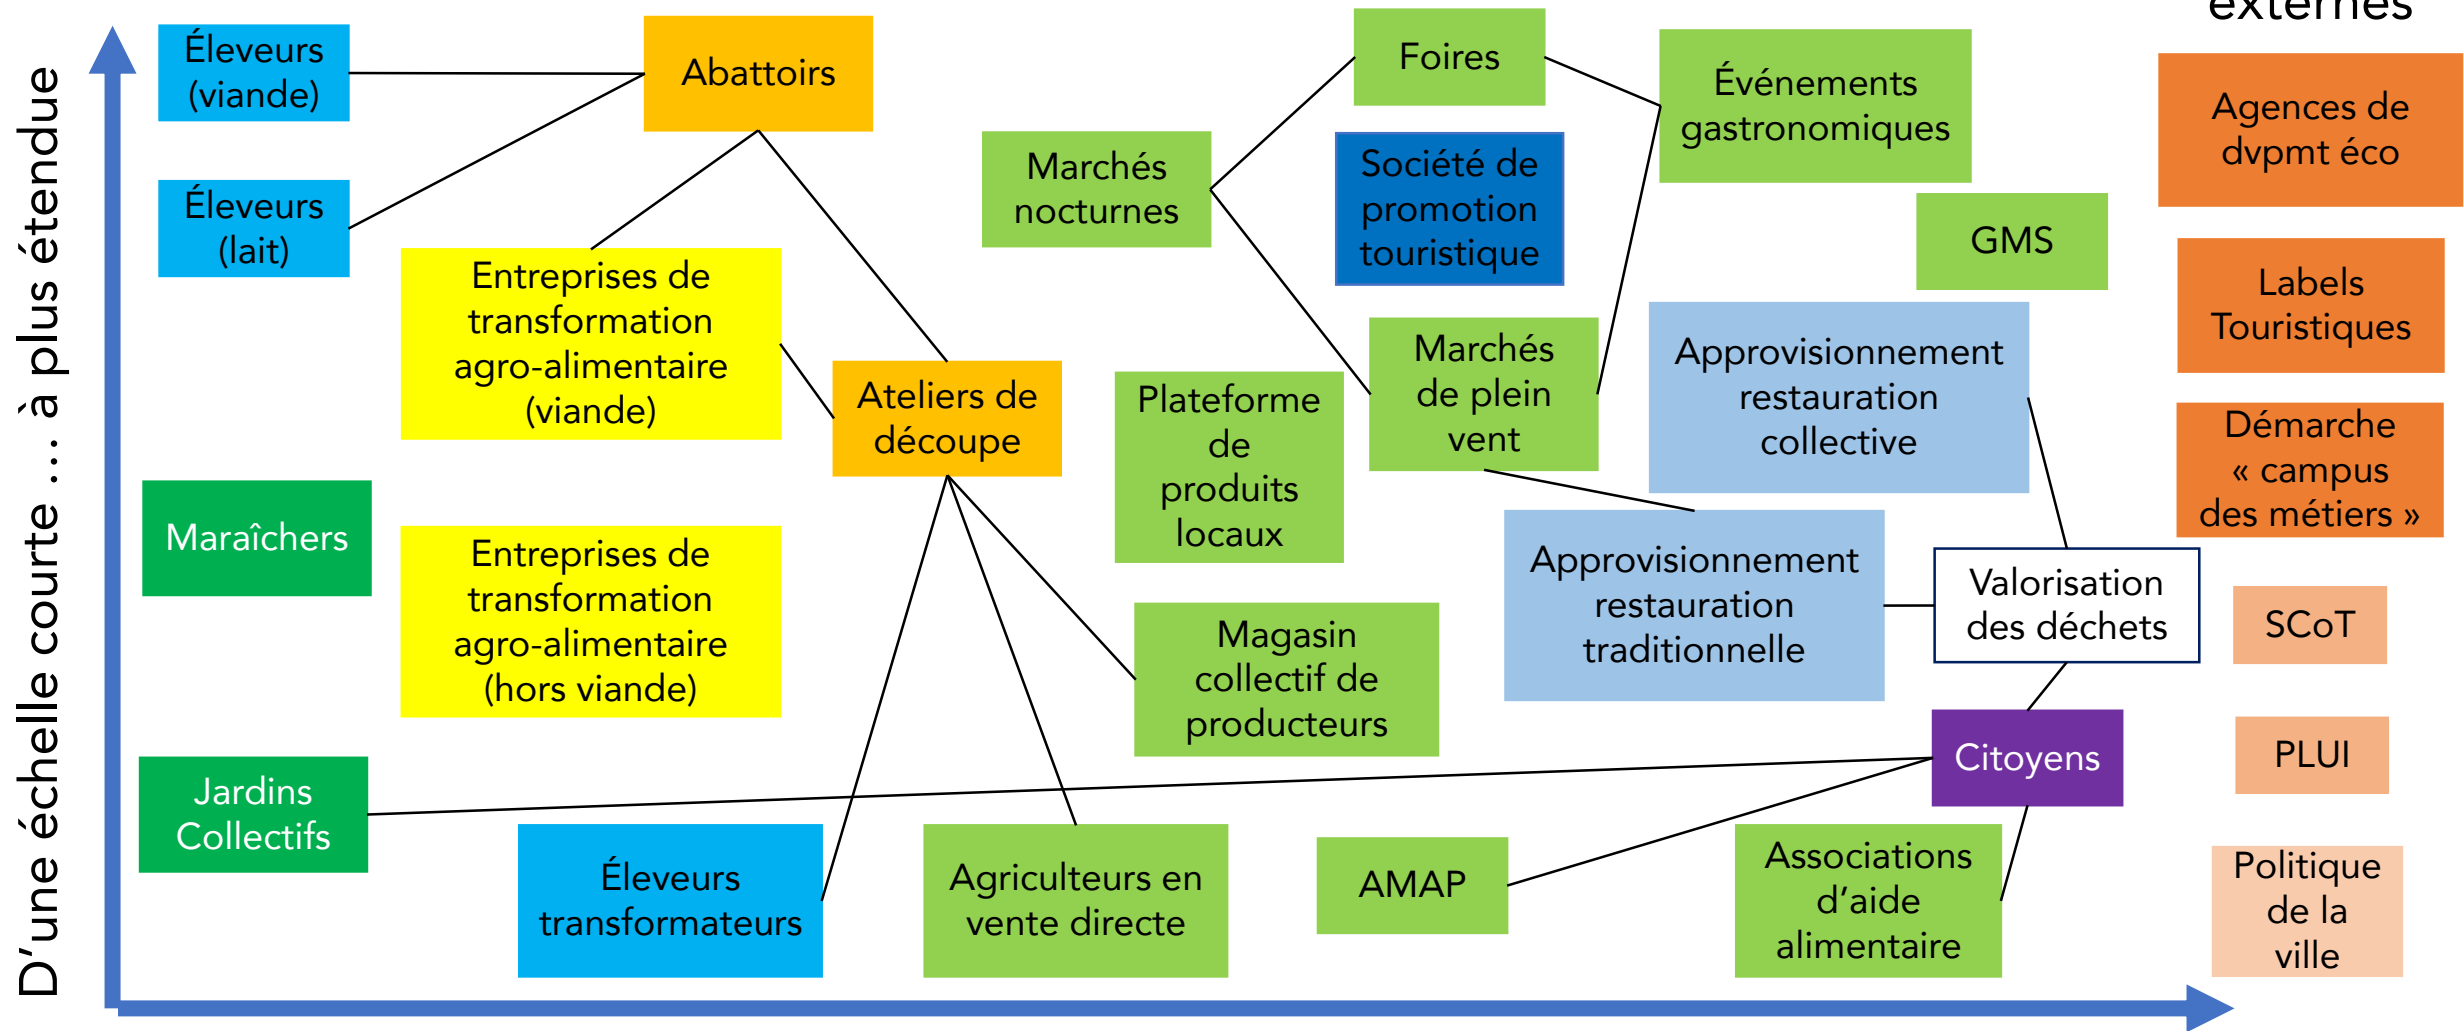 externes
D'une échelle courte …. à plus étendue
Éleveurs
(viande)
Abattoirs
Foires
Événements
gastronomiques
Agences de
dvpmt éco
Marchés
nocturnes
Société de
promotion
touristique
Éleveurs
(lait)
GMS
Labels
Touristiques
Entreprises de
transformation
agro-alimentaire
(viande)
Ateliers de
découpe
Plateforme
de
produits
locaux
Marchés
de plein
vent
Approvisionnement
restauration
collective
Démarche
« campus
des métiers »
Maraîchers
Entreprises de
transformation
agro-alimentaire
(hors viande)
Magasin
collectif de
producteurs
Approvisionnement
restauration
traditionnelle
Valorisation
des déchets
SCoT
Citoyens
PLUI
Jardins
Collectifs
Éleveurs
transformateurs
Agriculteurs en
vente directe
AMAP
Associations
d'aide
alimentaire
Politique
de la
ville